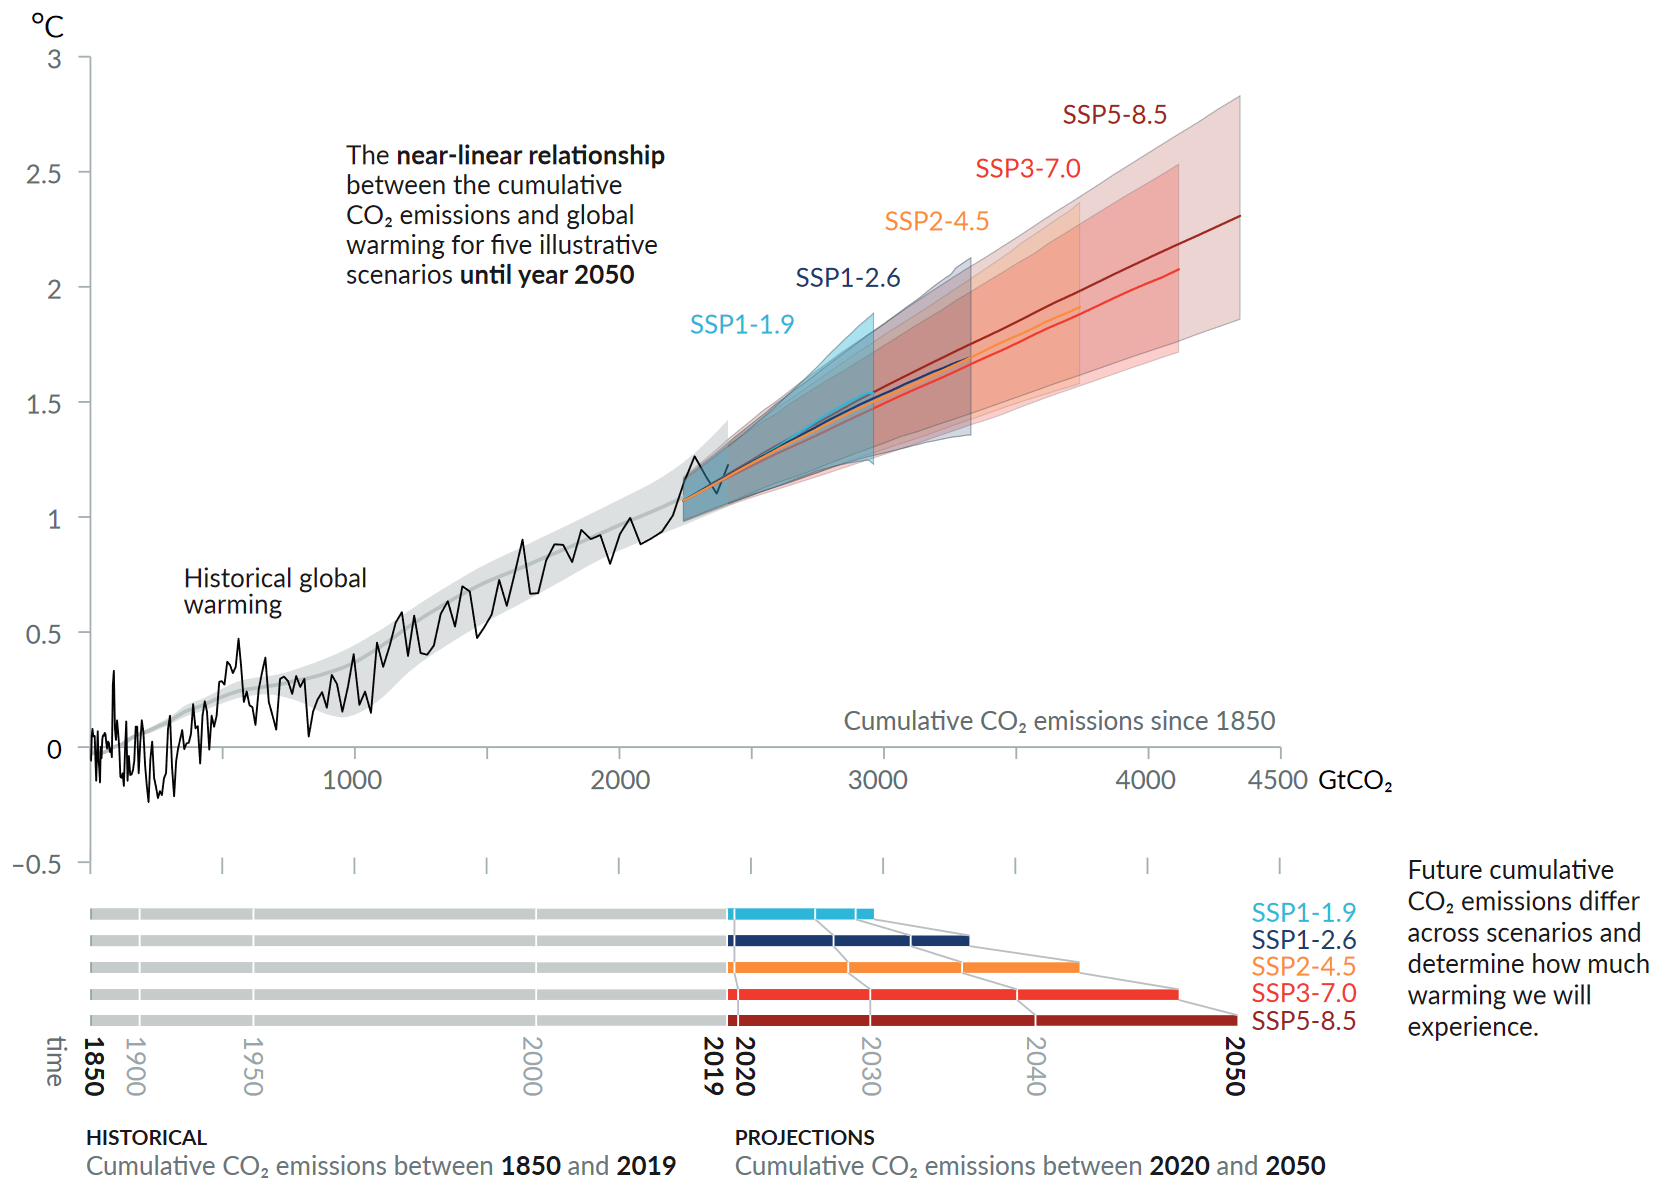 °C
3
2.5
2
1.5
1
0.5
0
−0.5
The near-linear relationship
between the cumulative
CO₂ emissions and global
warming for five illustrative
scenarios until year 2050
SSP5-8.5
SSP3-7.0
SSP2-4.5
SSP1-2.6
SSP1-1.9
Historical global
warming
Cumulative CO₂ emissions since 1850
1000
2000
3000
4000
4500
GtCO₂
Future cumulative
CO₂ emissions differ
across scenarios and
determine how much
warming we will
experience.
SSP1-1.9
SSP1-2.6
SSP2-4.5
SSP3-7.0
SSP5-8.5
time
1850
1900
1950
2000
2019
2020
2030
2040
2050
HISTORICAL
Cumulative CO₂ emissions between 1850 and 2019
PROJECTIONS
Cumulative CO₂ emissions between 2020 and 2050